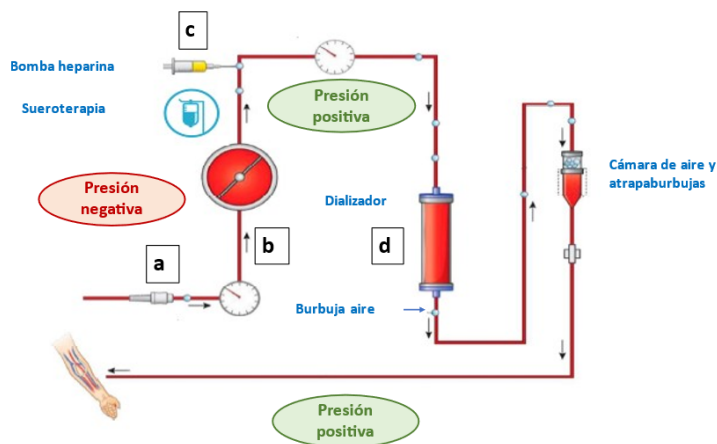 c
Bomba heparina
Sueroterapia
Presión
positiva
Presión
negativa
Cámara de aire y
atrapaburbujas
Dializador
a
b
d
Burbuja aire
Presión
positiva